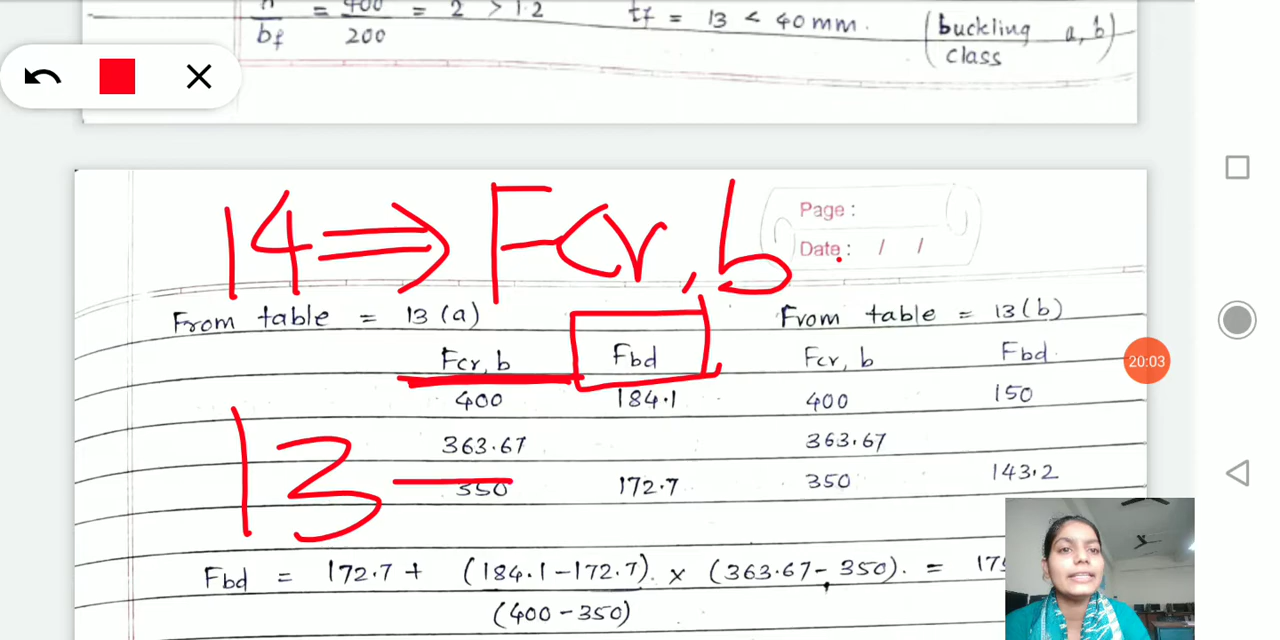 h/bf = 400/200 = 2 > 1.2 tf = 13 < 40 mm. (buckling class a, b)
14 ⇒ Fcr, b
Page :
Date : / /
From table = 13 (a) From table = 13 (b)
Fcr, b Fbd Fcr, b Fbd.
400 184.1 400 150
363.67 363.67
13 –
350 172.7 350 143.2
20:03
Fbd = 172.7 + (184.1 - 172.7) / (400 - 350) × (363.67 - 350). =